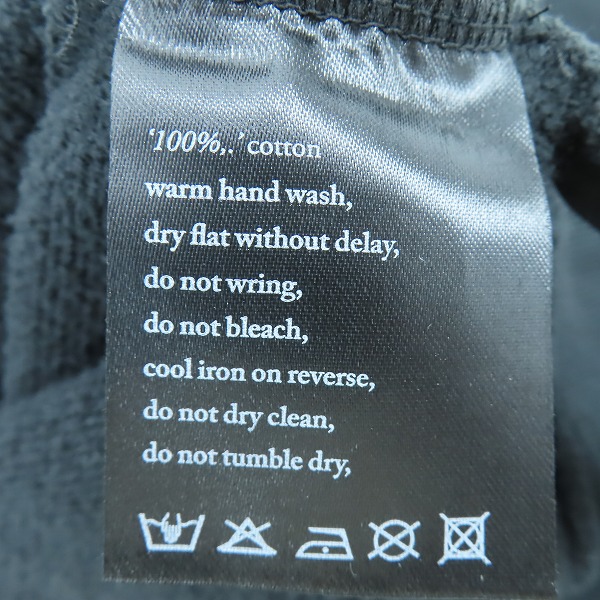 ‘100%,.’ cotton
warm hand wash,
dry flat without delay,
do not wring,
do not bleach,
cool iron on reverse,
do not dry clean,
do not tumble dry,